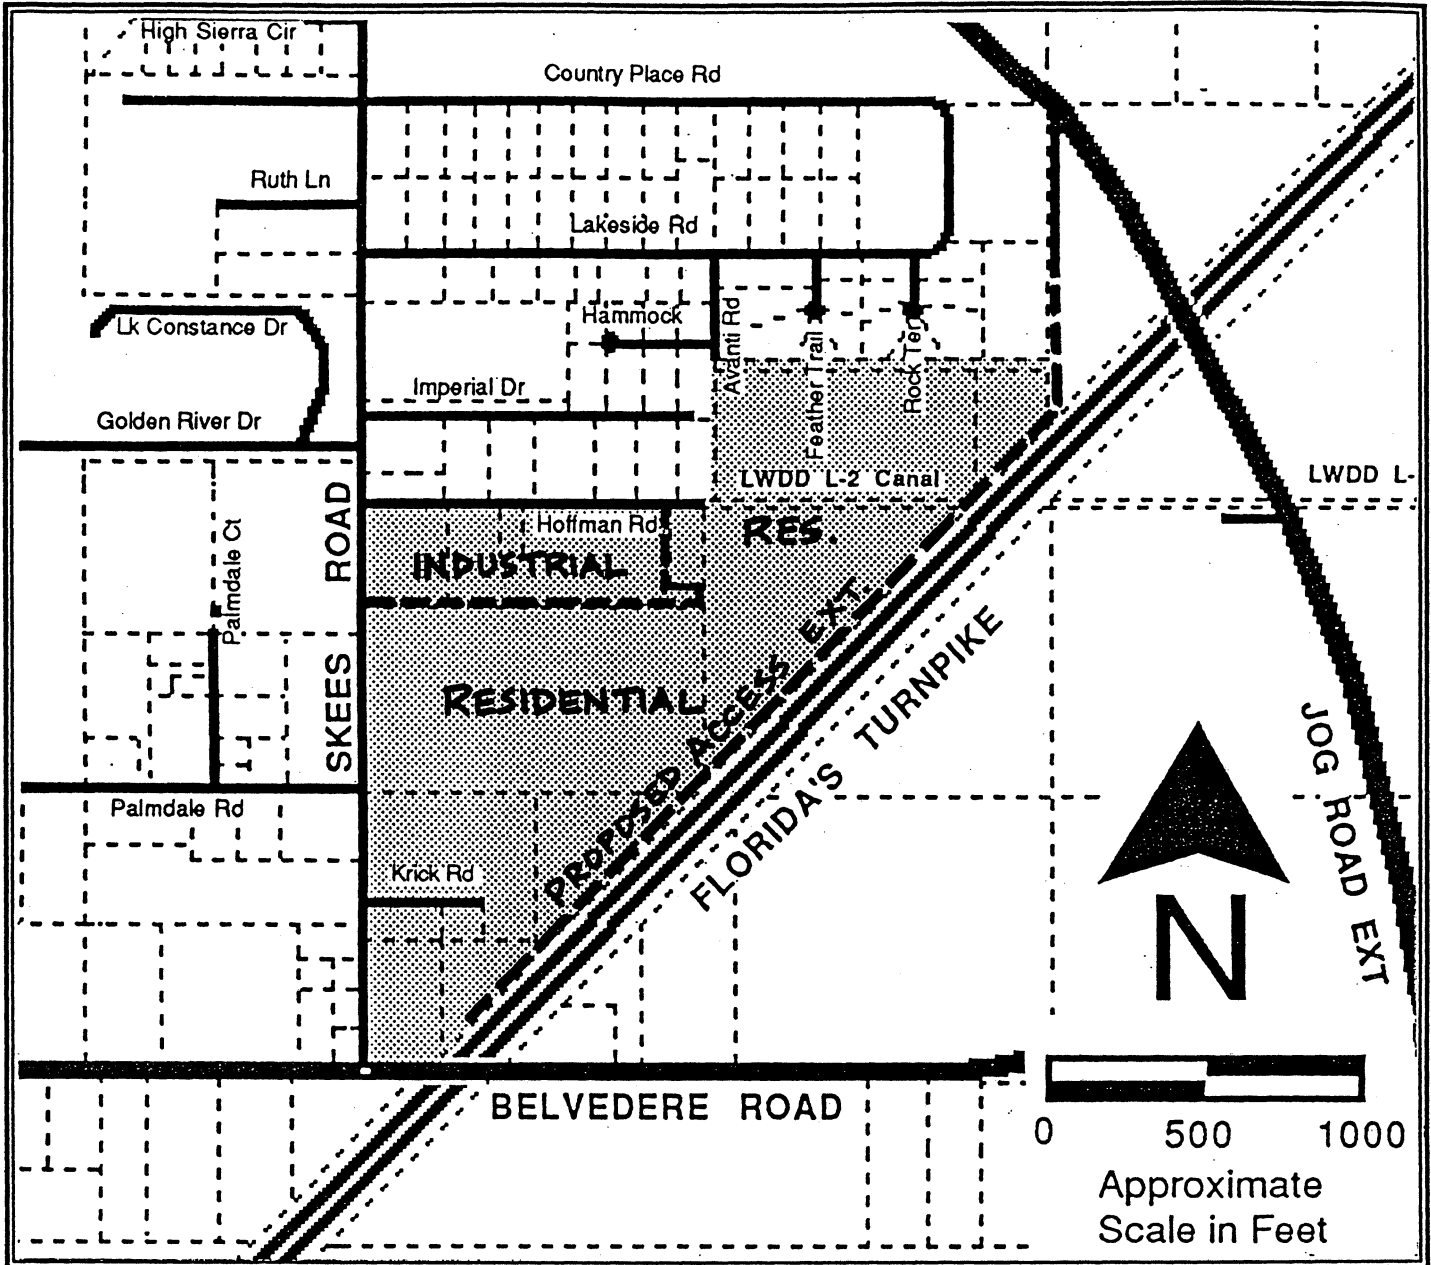 High Sierra Cir
Country Place Rd
Ruth Ln
Lakeside Rd
Hammock
Lk Constance Dr
Avanti Rd
Feather Trail
Rock Ter
Imperial Dr
Golden River Dr
LWDD L-2 Canal
LWDD L-
Hoffman Rd
RES.
INDUSTRIAL
Palmdale Ct
SKEES ROAD
RESIDENTIAL
PROPOSED ACCESS EXT.
FLORIDA'S TURNPIKE
JOG ROAD EXT
Palmdale Rd
Krick Rd
N
BELVEDERE ROAD
0 500 1000
Approximate
Scale in Feet